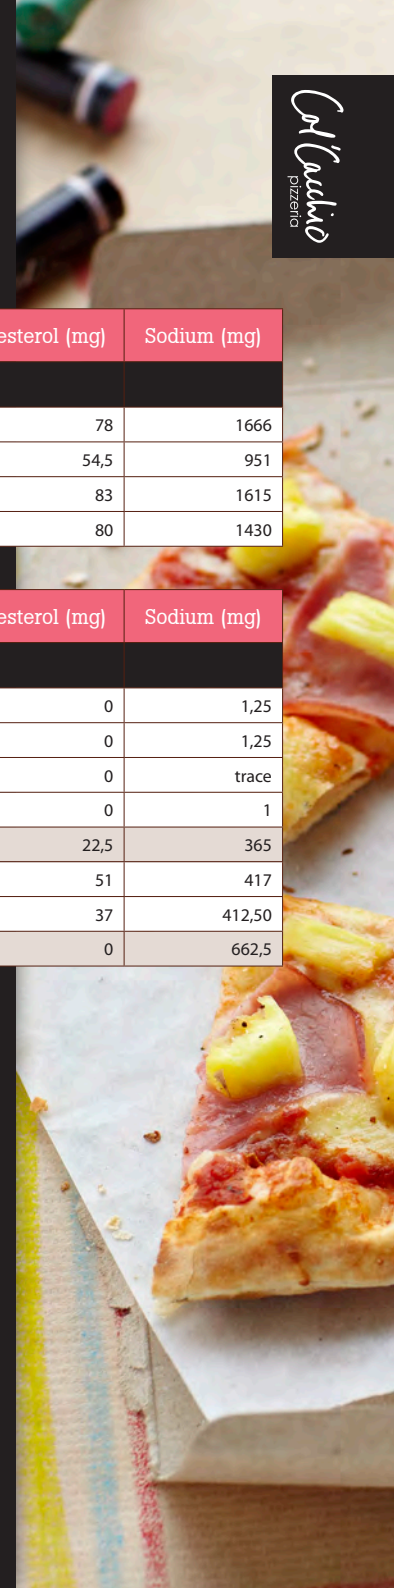 Col'Cacchio
pizzeria
esterol (mg) Sodium (mg)
78 1666
54,5 951
83 1615
80 1430
esterol (mg) Sodium (mg)
0 1,25
0 1,25
0 trace
0 1
22,5 365
51 417
37 412,50
0 662,5